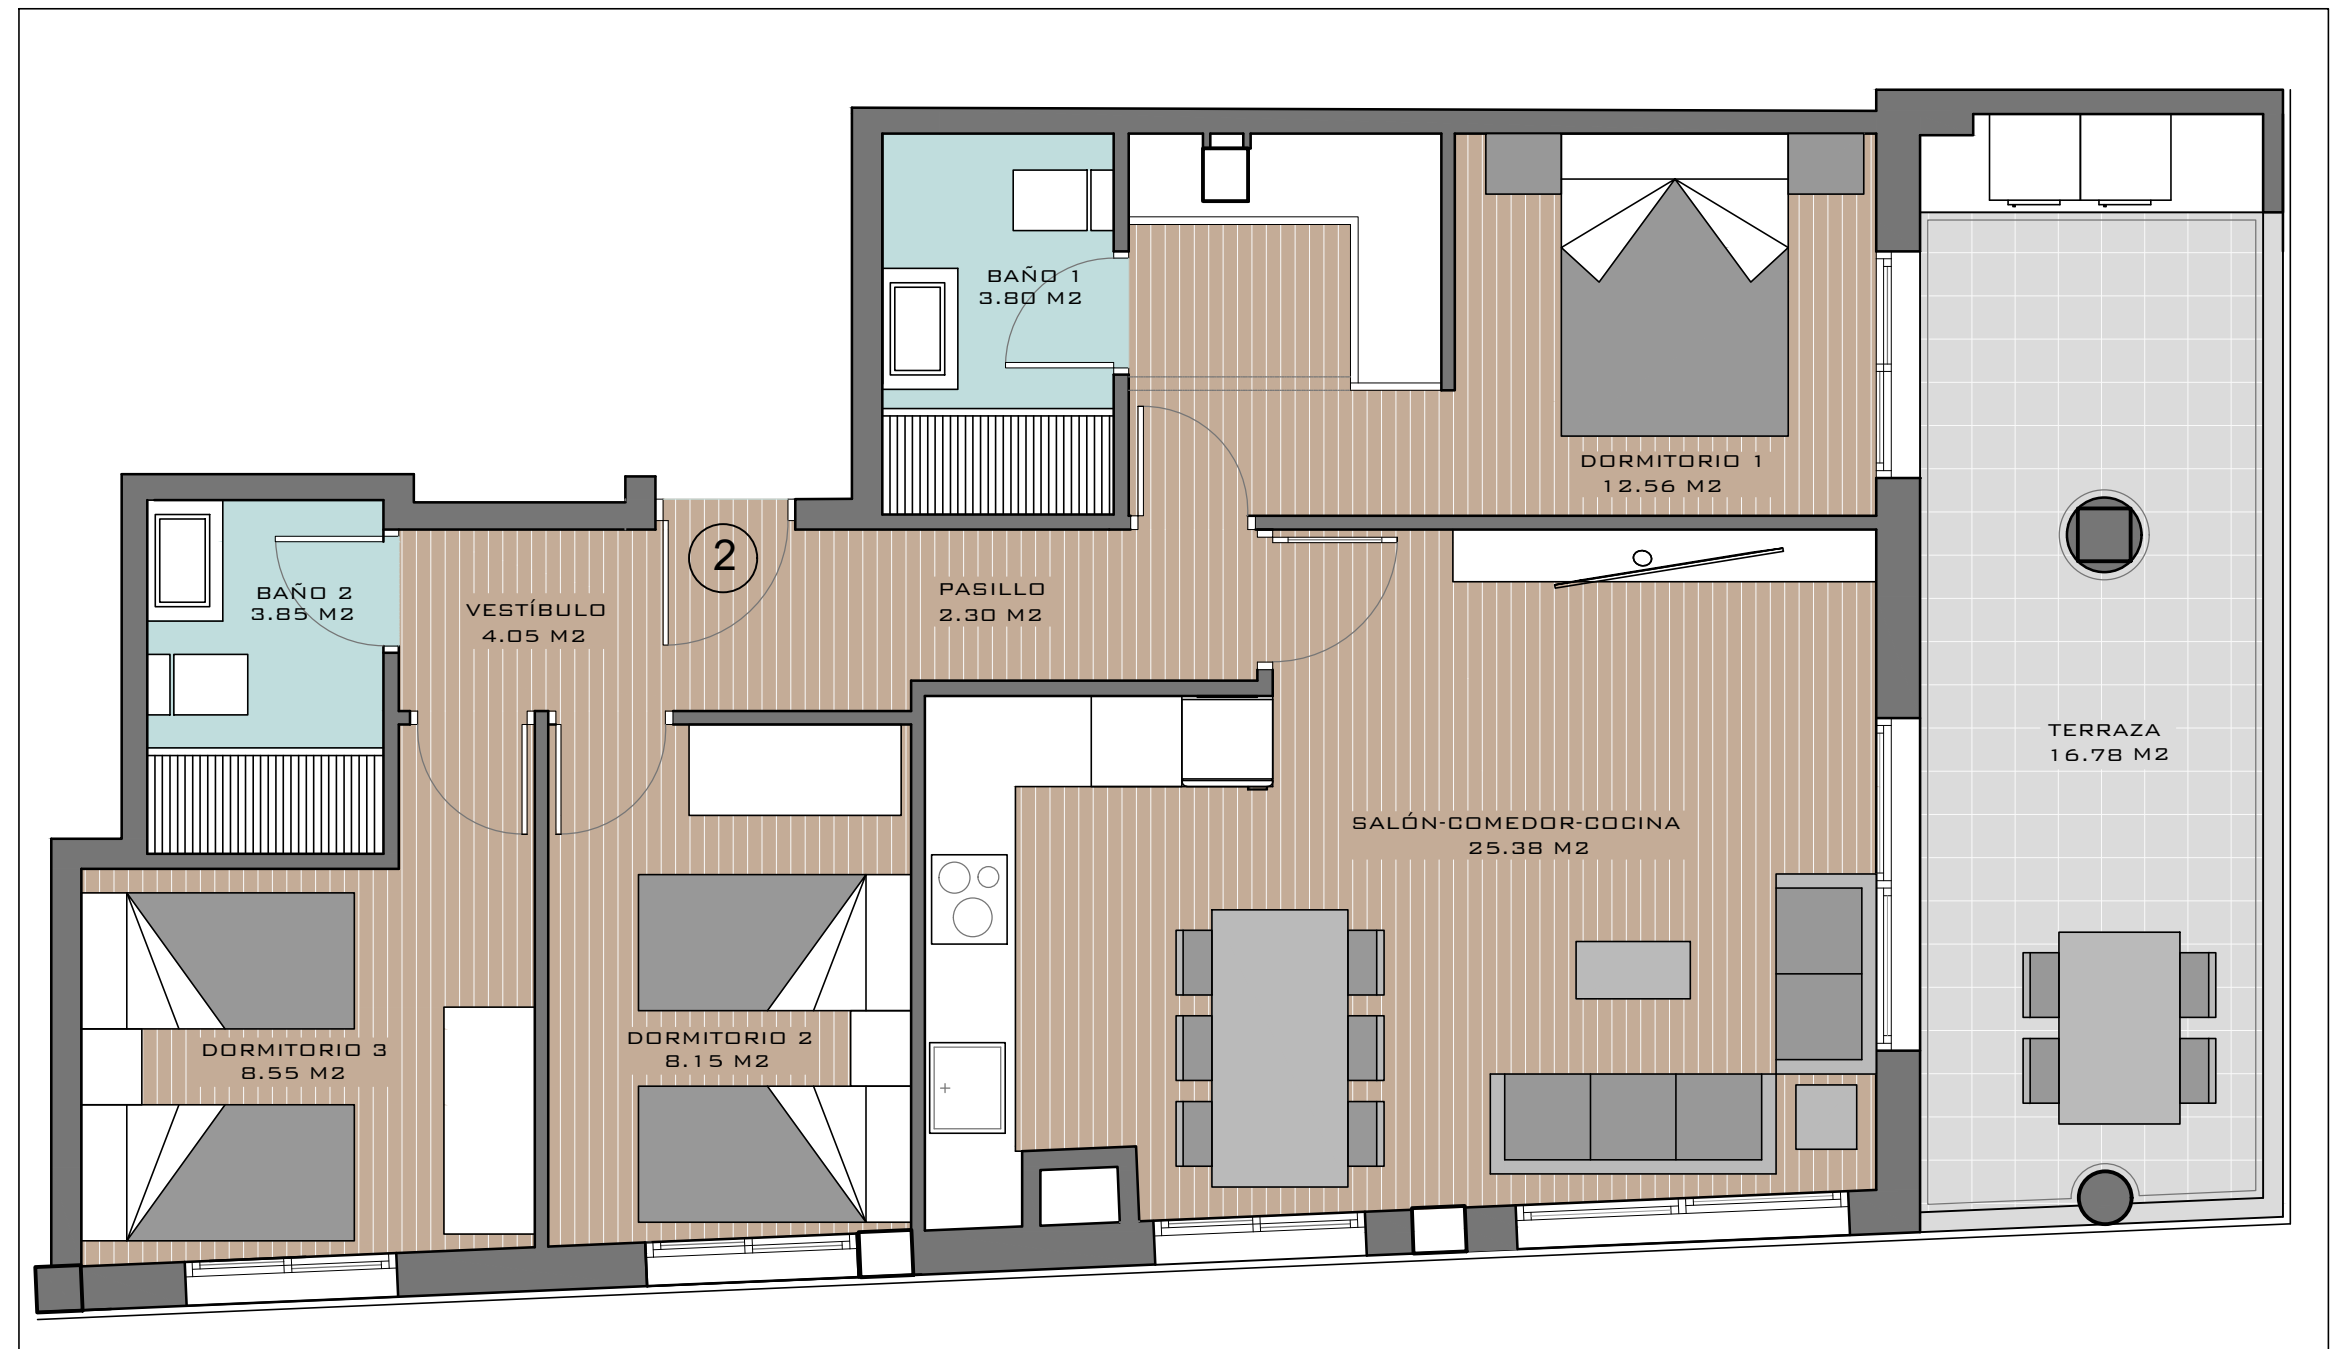 BAÑO 1
3.80 M2
DORMITORIO 1
12.56 M2
2
BAÑO 2
3.85 M2
VESTÍBULO
4.05 M2
PASILLO
2.30 M2
TERRAZA
16.78 M2
SALÓN-COMEDOR-COCINA
25.38 M2
DORMITORIO 3
8.55 M2
DORMITORIO 2
8.15 M2